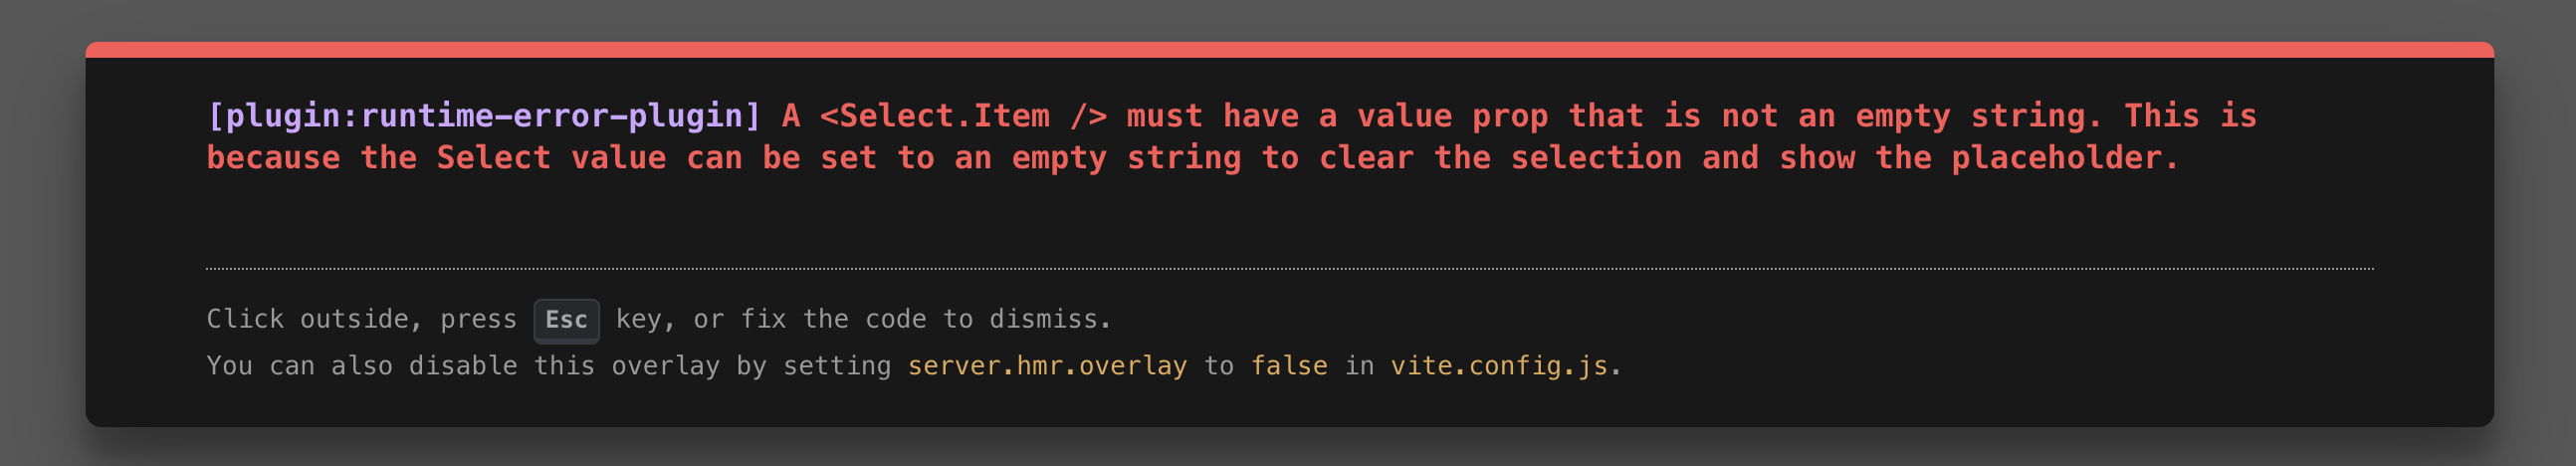 [plugin:runtime-error-plugin] A <Select.Item /> must have a value prop that is not an empty string. This is
because the Select value can be set to an empty string to clear the selection and show the placeholder.
Click outside, press Esc key, or fix the code to dismiss.
You can also disable this overlay by setting server.hmr.overlay to false in vite.config.js.